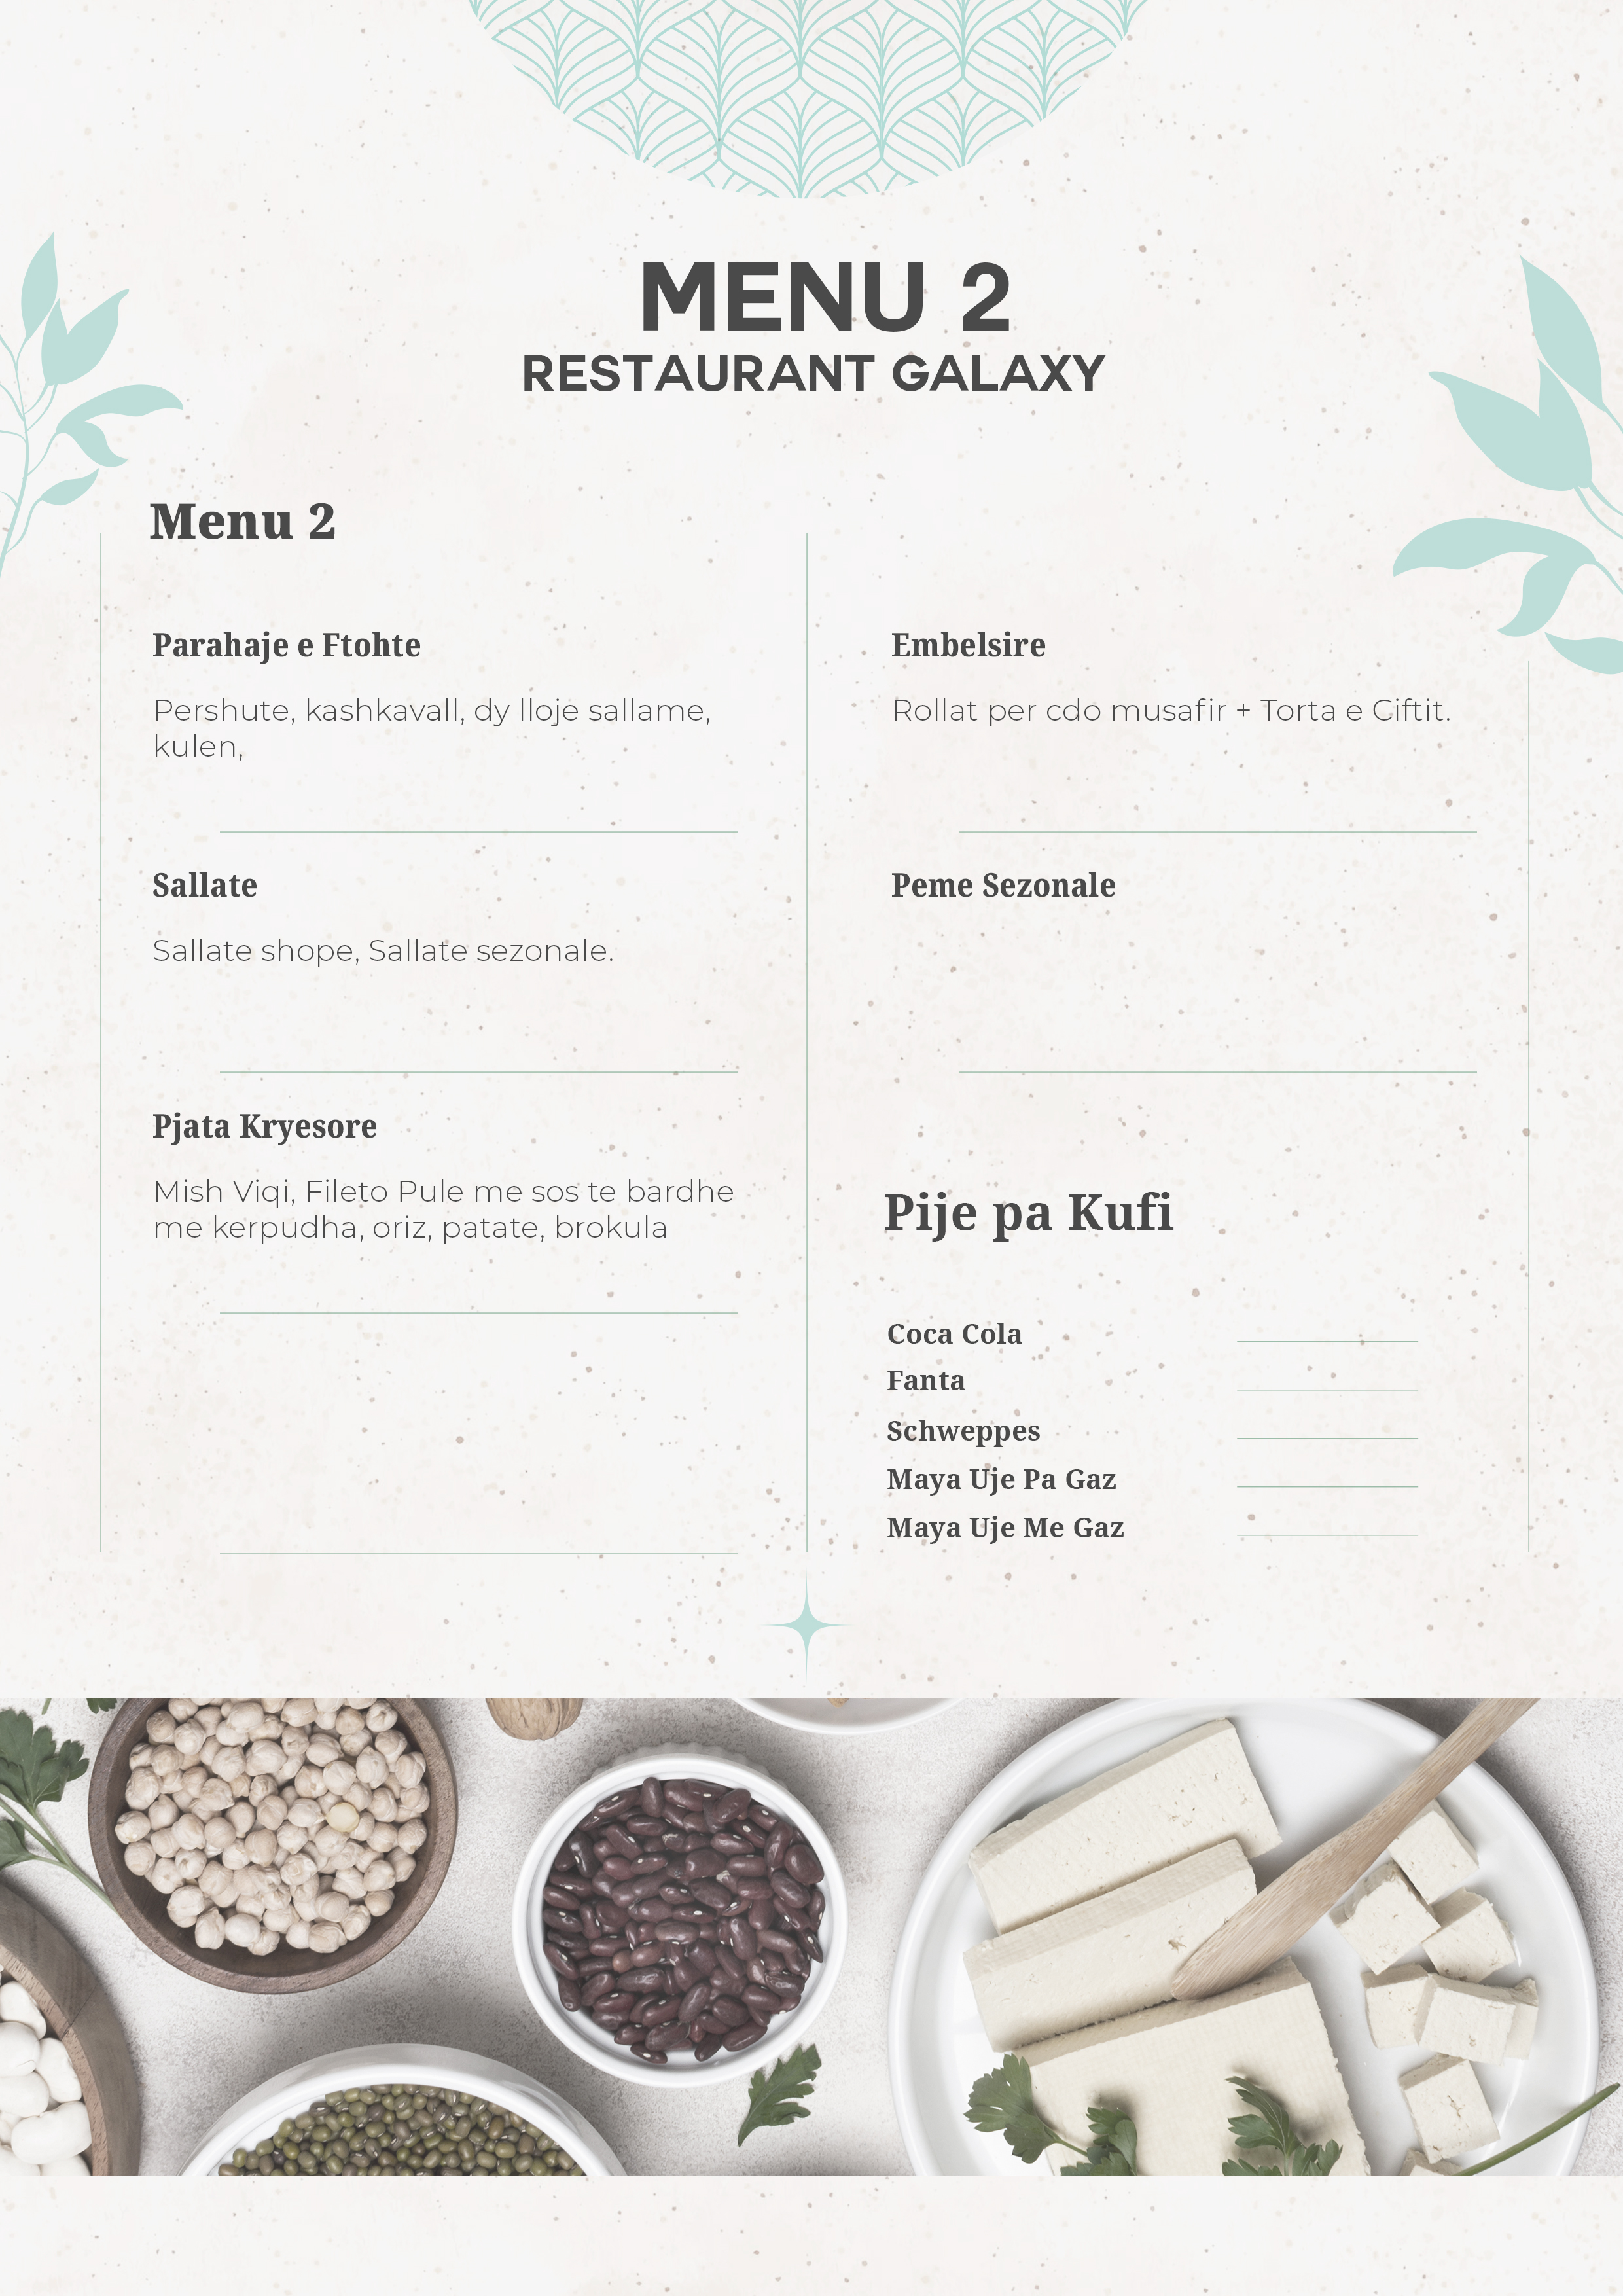 MENU 2
RESTAURANT GALAXY
Menu 2
Parahaje e Ftohte
Pershute, kashkavall, dy lloje sallame,
kulen,
Sallate
Sallate shope, Sallate sezonale.
Pjata Kryesore
Mish Viqi, Fileto Pule me sos te bardhe
me kerpudha, oriz, patate, brokula
Embelsire
Rollat per cdo musafir + Torta e Ciftit.
Peme Sezonale
Pije pa Kufi
Coca Cola
Fanta
Schweppes
Maya Uje Pa Gaz
Maya Uje Me Gaz